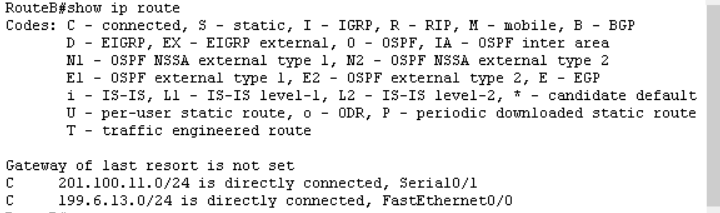 RouteB#show ip route
Codes: C - connected, S - static, I - IGRP, R - RIP, M - mobile, B - BGP
D - EIGRP, EX - EIGRP external, O - OSPF, IA - OSPF inter area
N1 - OSPF NSSA external type 1, N2 - OSPF NSSA external type 2
E1 - OSPF external type 1, E2 - OSPF external type 2, E - EGP
i - IS-IS, L1 - IS-IS level-1, L2 - IS-IS level-2, * - candidate default
U - per-user static route, o - ODR, P - periodic downloaded static route
T - traffic engineered route
Gateway of last resort is not set
C 201.100.11.0/24 is directly connected, Serial0/1
C 199.6.13.0/24 is directly connected, FastEthernet0/0